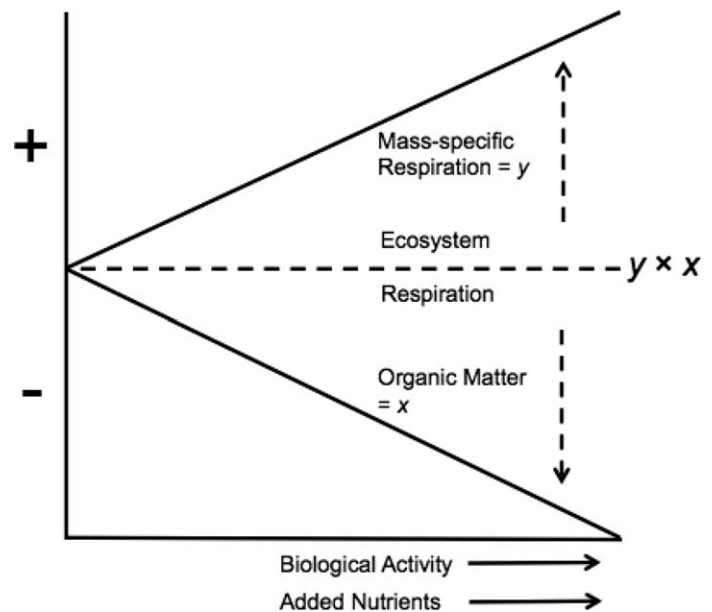 +
Mass-specific
Respiration = y
Ecosystem
y × x
Respiration
-
Organic Matter
= x
Biological Activity
Added Nutrients